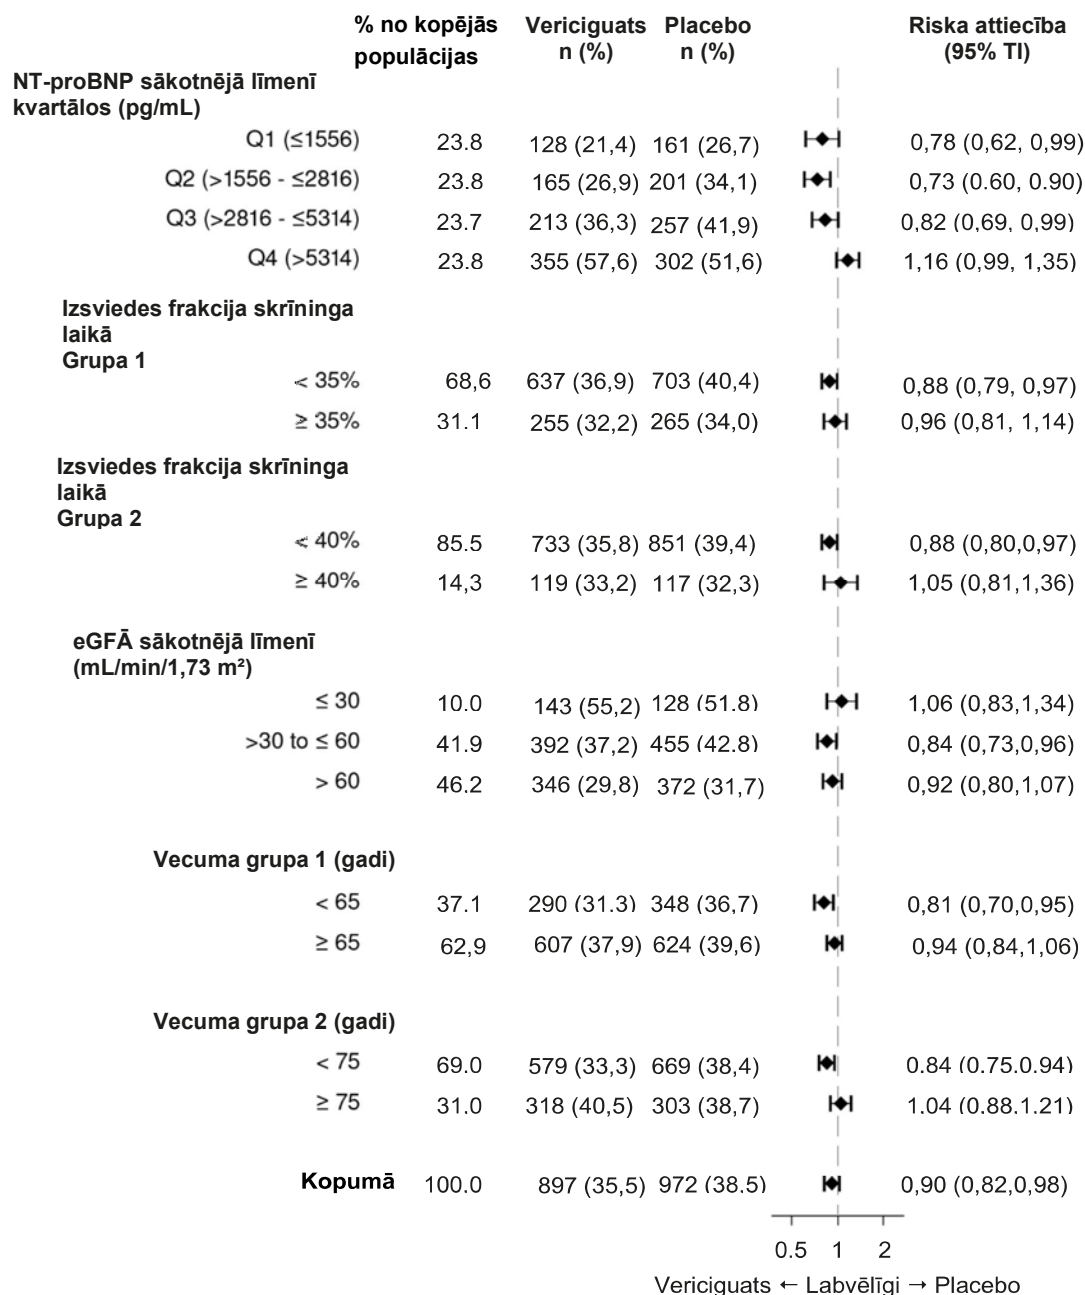 % no kopējās Vericiguats Placebo Riska attiecība
populācijas n (%) n (%) (95% TI)
NT-proBNP sākotnējā līmenī
kvartālos (pg/mL)
Q1 (≤1556) 23.8 128 (21,4) 161 (26,7) 0,78 (0,62, 0,99)
Q2 (>1556 - ≤2816) 23.8 165 (26,9) 201 (34,1) 0,73 (0.60, 0.90)
Q3 (>2816 - ≤5314) 23.7 213 (36,3) 257 (41,9) 0,82 (0,69, 0,99)
Q4 (>5314) 23.8 355 (57,6) 302 (51,6) 1,16 (0,99, 1,35)
Izsviedes frakcija skrīninga
laikā
Grupa 1
< 35% 68,6 637 (36,9) 703 (40,4) 0,88 (0,79, 0,97)
≥ 35% 31.1 255 (32,2) 265 (34,0) 0,96 (0,81, 1,14)
Izsviedes frakcija skrīninga
laikā
Grupa 2
< 40% 85.5 733 (35,8) 851 (39,4) 0,88 (0,80,0,97)
≥ 40% 14,3 119 (33,2) 117 (32,3) 1,05 (0,81,1,36)
eGFĀ sākotnējā līmenī
(mL/min/1,73 m²)
≤ 30 10.0 143 (55,2) 128 (51.8) 1,06 (0,83,1,34)
>30 to ≤ 60 41.9 392 (37,2) 455 (42.8) 0,84 (0,73,0,96)
> 60 46.2 346 (29,8) 372 (31,7) 0,92 (0,80,1,07)
Vecuma grupa 1 (gadi)
< 65 37.1 290 (31.3) 348 (36,7) 0,81 (0,70,0,95)
≥ 65 62,9 607 (37,9) 624 (39,6) 0,94 (0,84,1,06)
Vecuma grupa 2 (gadi)
< 75 69.0 579 (33,3) 669 (38,4) 0.84 (0.75.0.94)
≥ 75 31.0 318 (40,5) 303 (38,7) 1.04 (0.88.1.21)
Kopumā 100.0 897 (35,5) 972 (38.5) 0,90 (0,82,0,98)
0.5 1 2
Vericiguats ← Labvēlīgi → Placebo